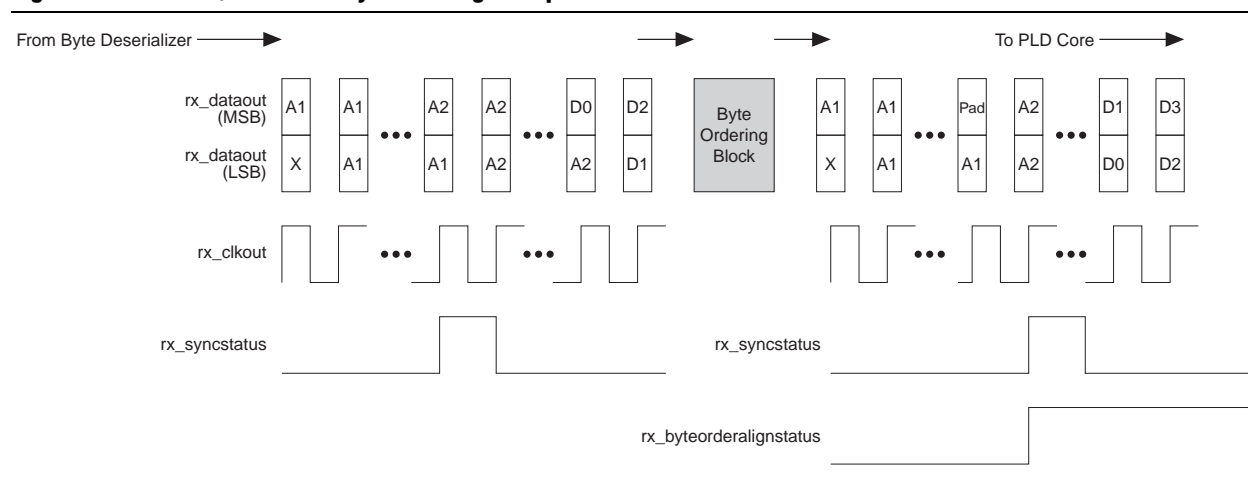 From Byte Deserializer
To PLD Core
rx_dataout
(MSB)
A1 A1 ••• A2 A2 ••• D0 D2
rx_dataout
(LSB)
X A1 A1 A2 A2 D1
Byte
Ordering
Block
A1 A1 ••• Pad A2 ••• D1 D3
X A1 A1 A2 D0 D2
rx_clkout
rx_syncstatus
rx_syncstatus
rx_byteorderalignstatus